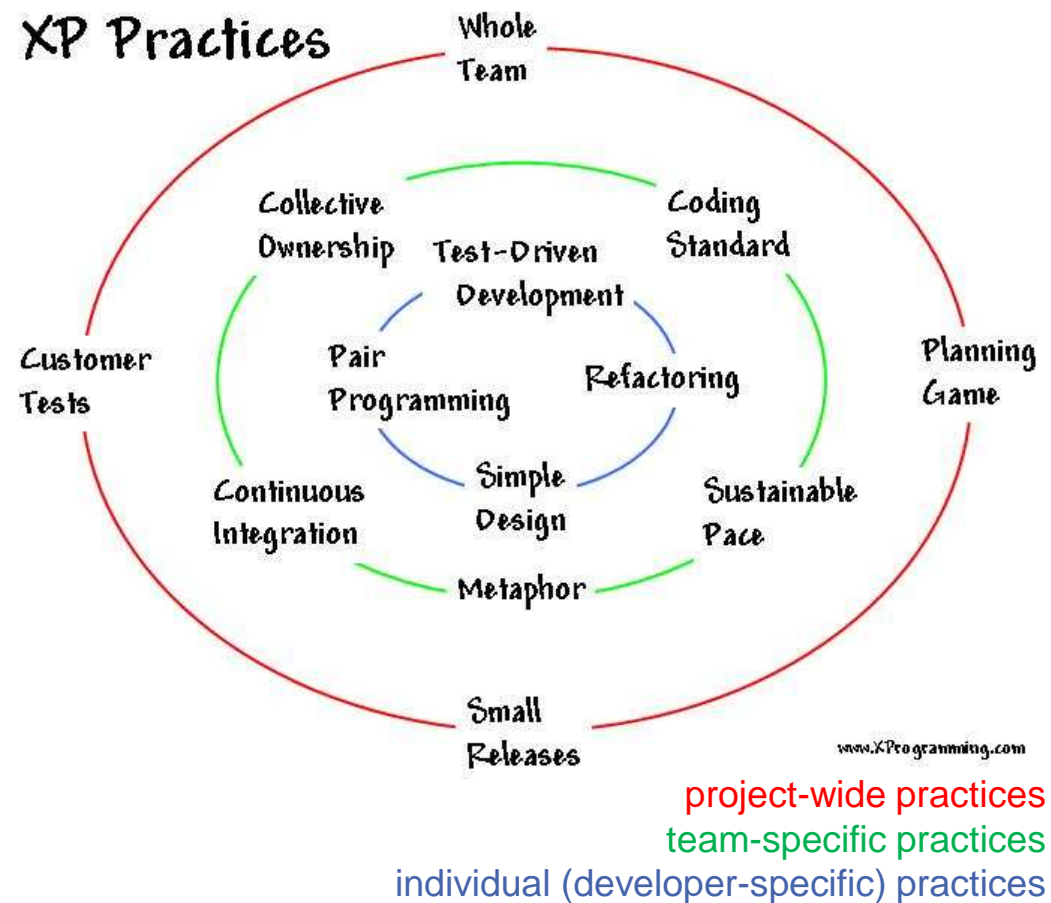 XP Practices
Whole
Team
Collective
Ownership
Coding
Standard
Test-Driven
Development
Customer
Tests
Pair
Programming
Refactoring
Planning
Game
Continuous
Integration
Simple
Design
Sustainable
Pace
Metaphor
Small
Releases
www.XProgramming.com
project-wide practices
team-specific practices
individual (developer-specific) practices